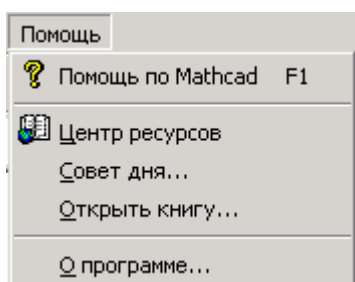 Помощь
Помощь по Mathcad F1
Центр ресурсов
Совет дня...
Открыть книгу...
О программе...